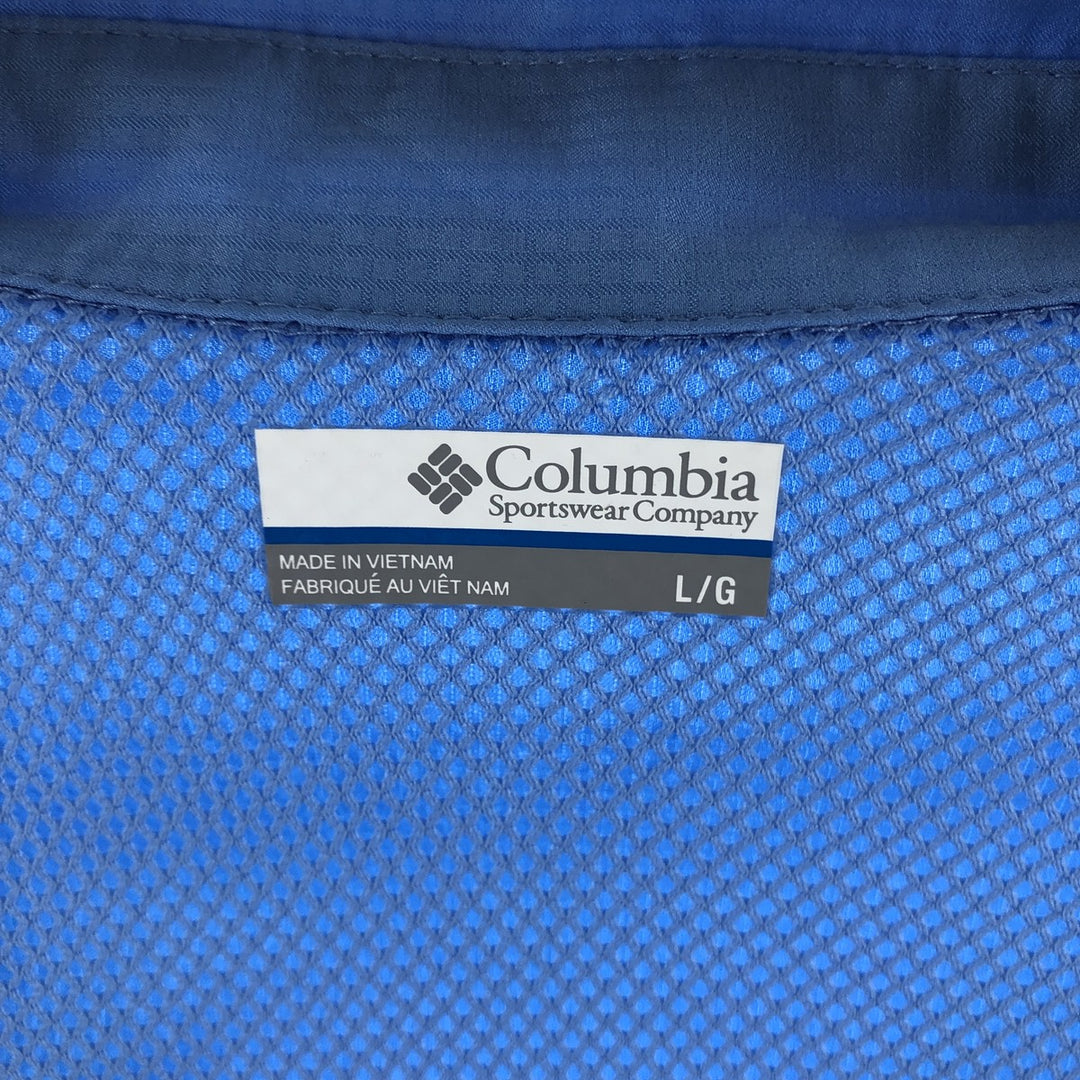 Columbia
Sportswear Company
MADE IN VIETNAM
FABRIQUÉ AU VIÊT NAM
L/G